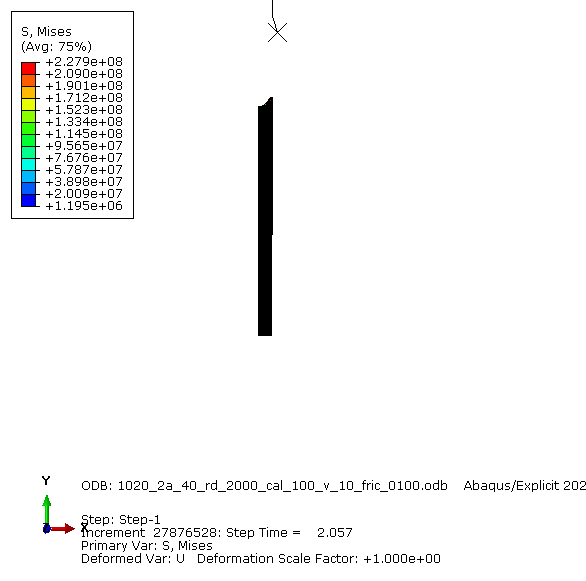 S, Mises
(Avg: 75%)
+2.279e+08
+2.090e+08
+1.901e+08
+1.712e+08
+1.523e+08
+1.334e+08
+1.145e+08
+9.565e+07
+7.676e+07
+5.787e+07
+3.898e+07
+2.009e+07
+1.195e+06
Y
ODB: 1020_2a_40_rd_2000_cal_100_v_10_fric_0100.odb Abaqus/Explicit 202
Step: Step-1
X
Increment 27876528: Step Time = 2.057
Primary Var: S, Mises
Deformed Var: U Deformation Scale Factor: +1.000e+00